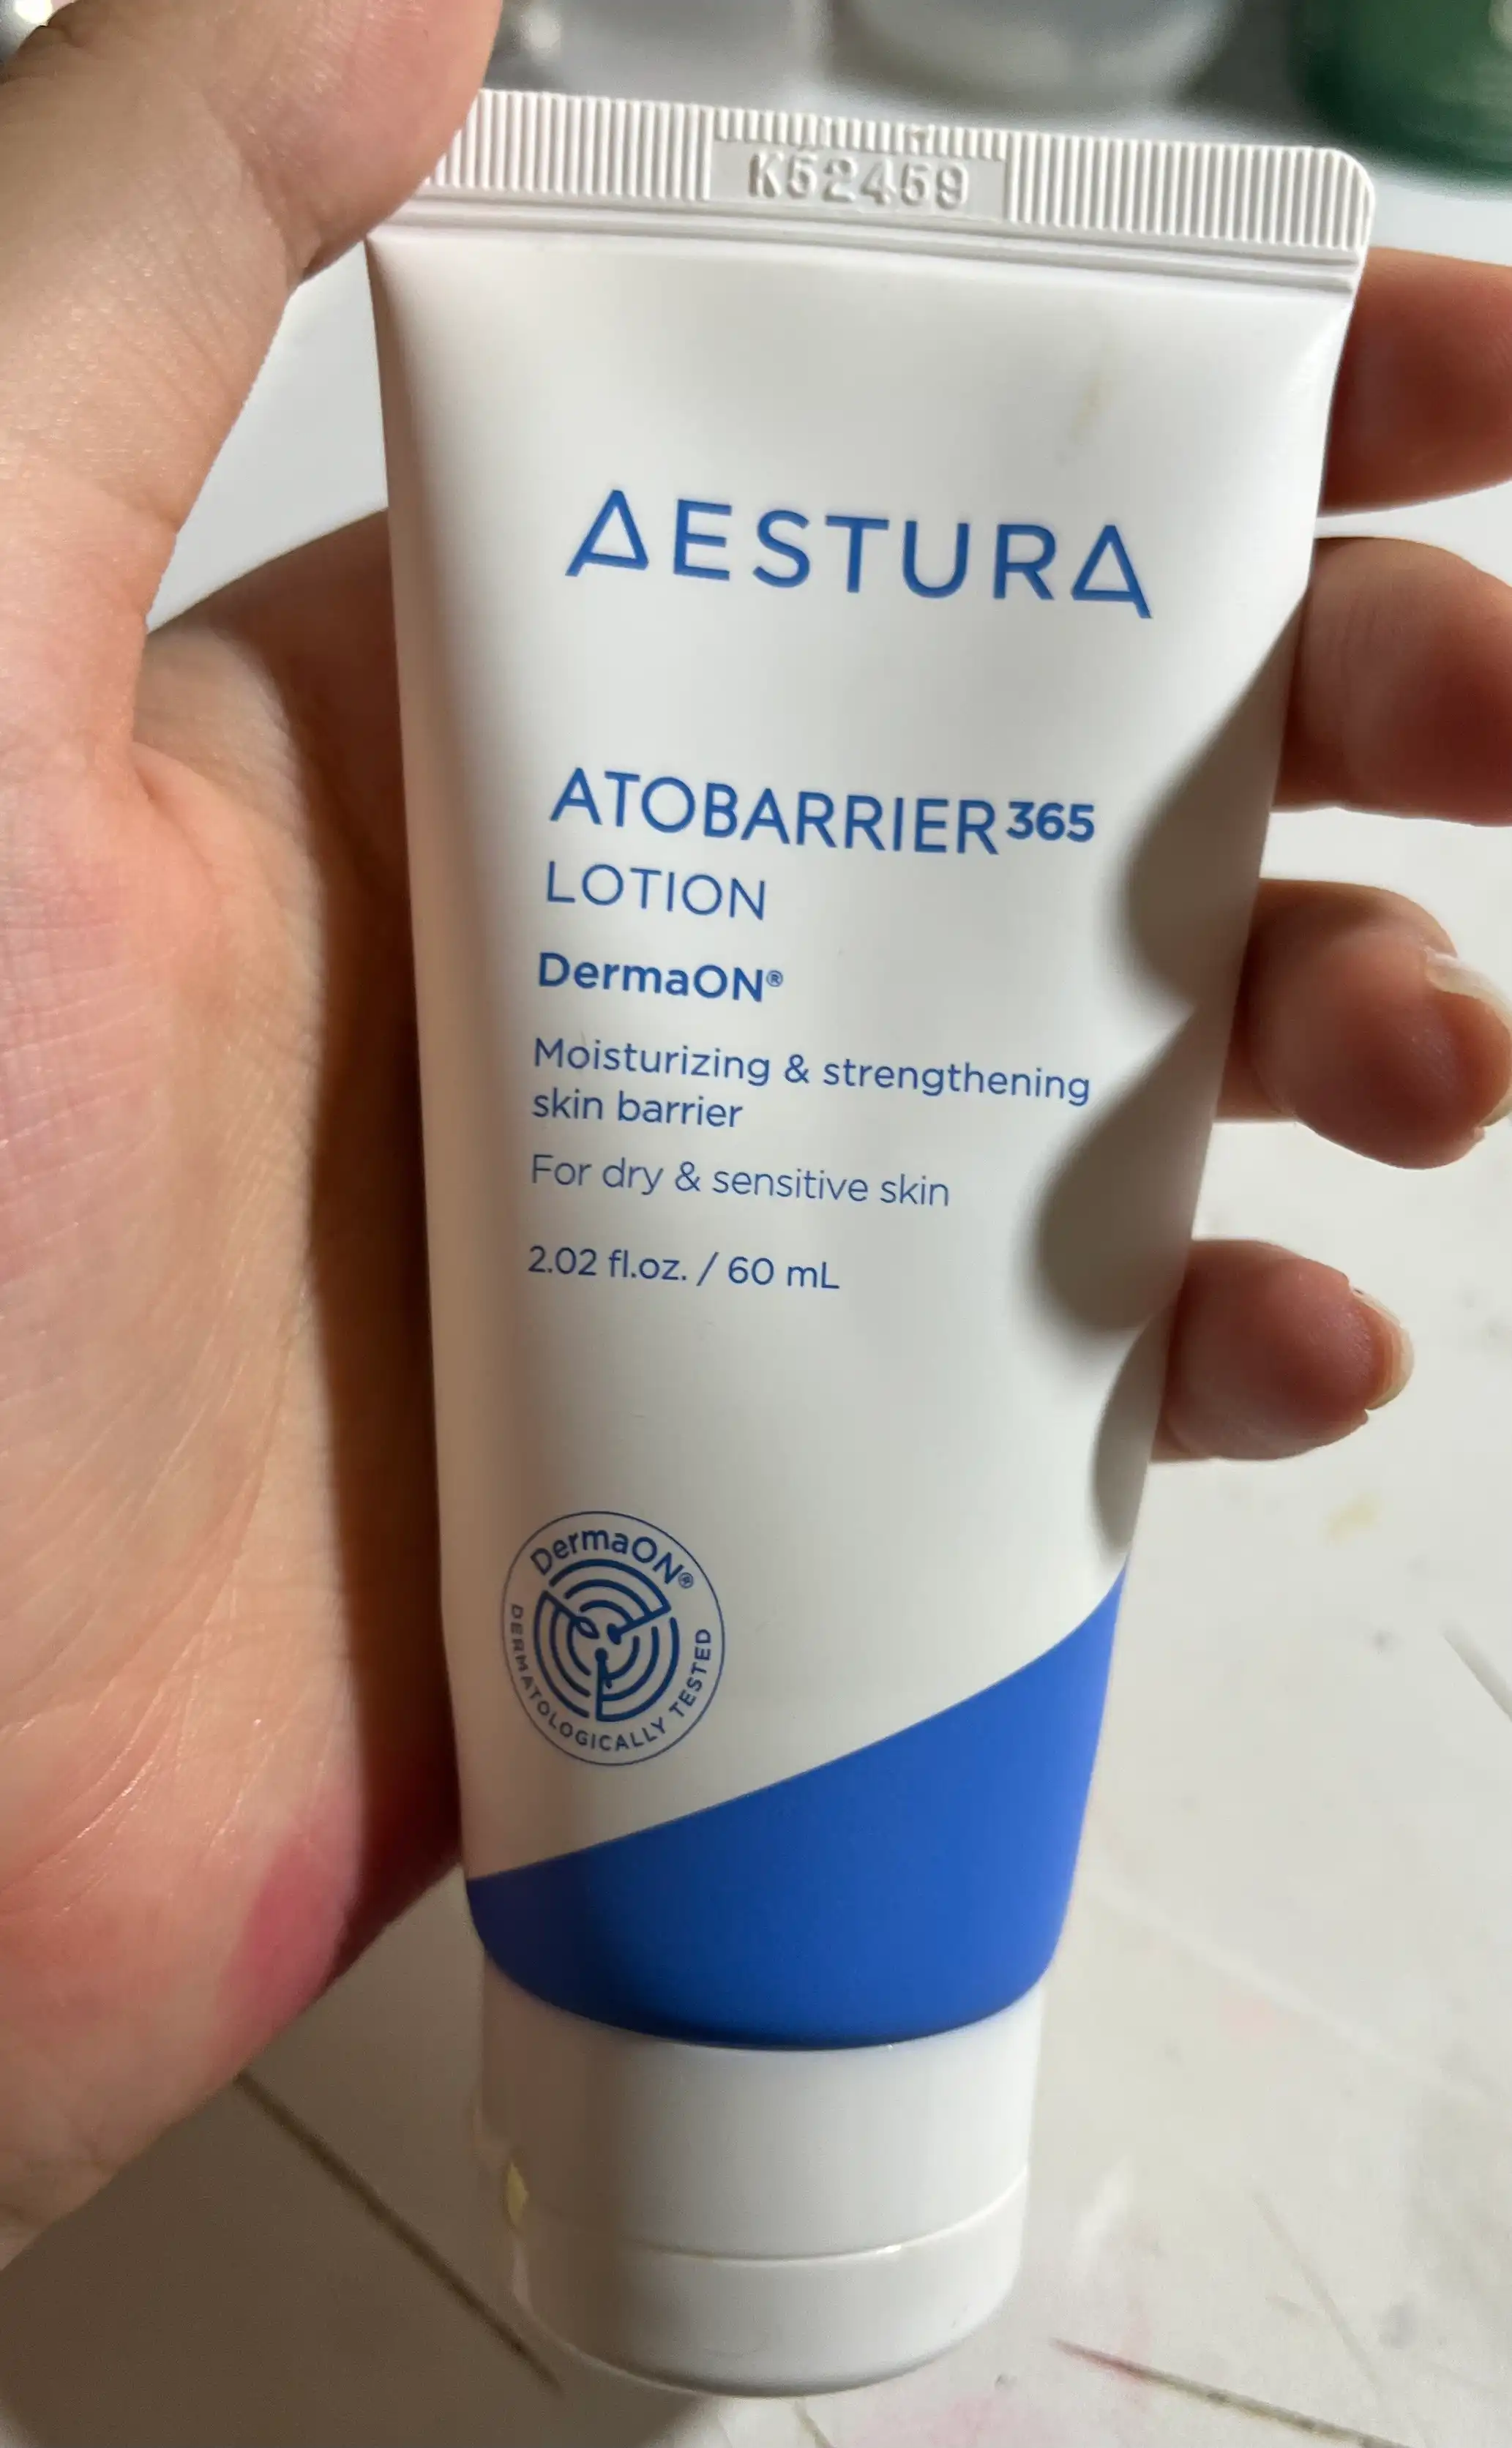 K52469
AESTURA
ATOBARRIER365
LOTION
DermaON®
Moisturizing & strengthening
skin barrier
For dry & sensitive skin
2.02 fl.oz. / 60 mL
DermaON®
DERMATOLOGICALLY TESTED